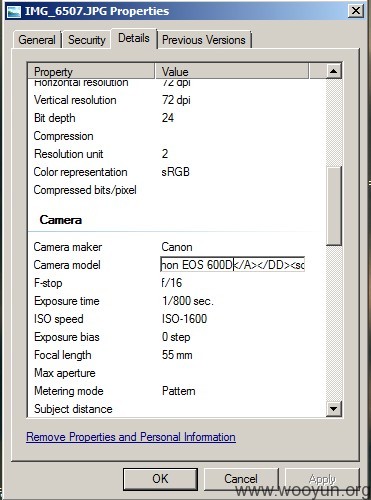 IMG_6507.JPG Properties
General Security Details Previous Versions
Property Value
Horizontal resolution 72 dpi
Vertical resolution 72 dpi
Bit depth 24
Compression
Resolution unit 2
Color representation sRGB
Compressed bits/pixel
Camera
Camera maker Canon
Camera model non EOS 600D</A></DD><sc
F-stop f/16
Exposure time 1/800 sec.
ISO speed ISO-1600
Exposure bias 0 step
Focal length 55 mm
Max aperture
Metering mode Pattern
Subject distance
Remove Properties and Personal Information
OK Cancel Apply
www.wooyun.org